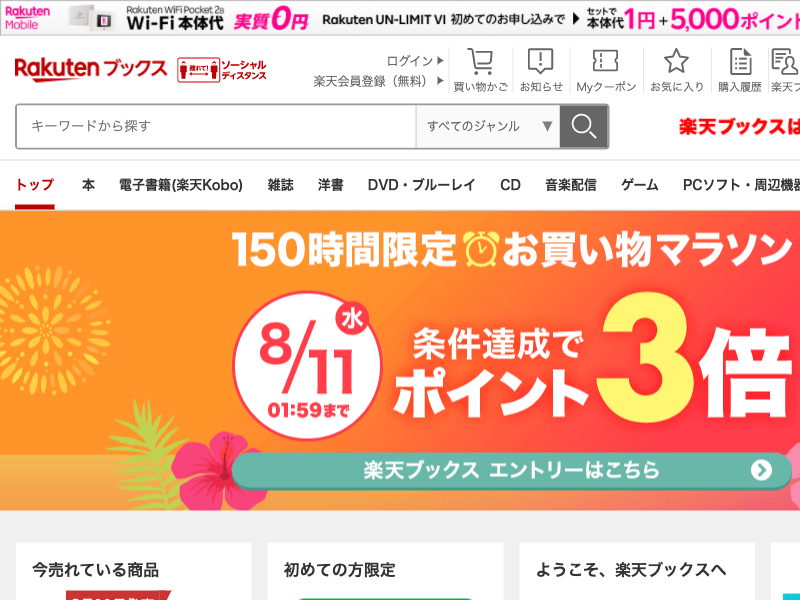 Rakuten Mobile
Rakuten WiFi Pocket 2B
Wi-Fi 本体代 実質0円
Rakuten UN-LIMIT VI 初めてのお申し込みで
セットで
本体代1円+5,000ポイント
Rakuten ブックス
離れて!
ソーシャル
ディスタンス
ログイン
楽天会員登録(無料)
買い物かご
お知らせ
Myクーポン
お気に入り
購入履歴
楽天ブ
キーワードから探す
すべてのジャンル ▼
楽天ブックスは
トップ
本
電子書籍(楽天Kobo)
雑誌
洋書
DVD・ブルーレイ
CD
音楽配信
ゲーム
PCソフト・周辺機器
150時間限定お買い物マラソン
8/11
水
01:59まで
条件達成で
ポイント3倍
楽天ブックス エントリーはこちら
今売れている商品
初めての方限定
ようこそ、楽天ブックスへ